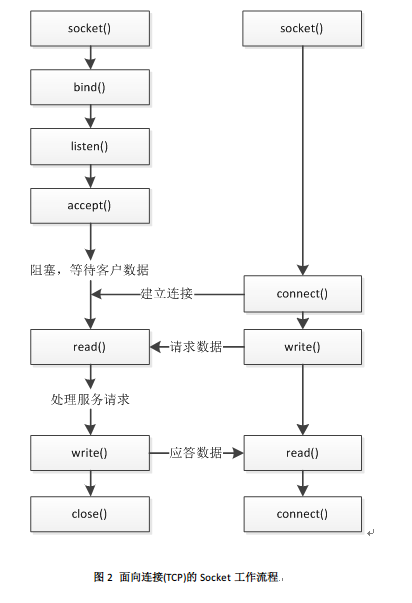 socket()
socket()
bind()
listen()
accept()
阻塞，等待客户数据
建立连接
connect()
read()
请求数据
write()
处理服务请求
write()
应答数据
read()
close()
connect()
图 2 面向连接(TCP)的 Socket 工作流程.